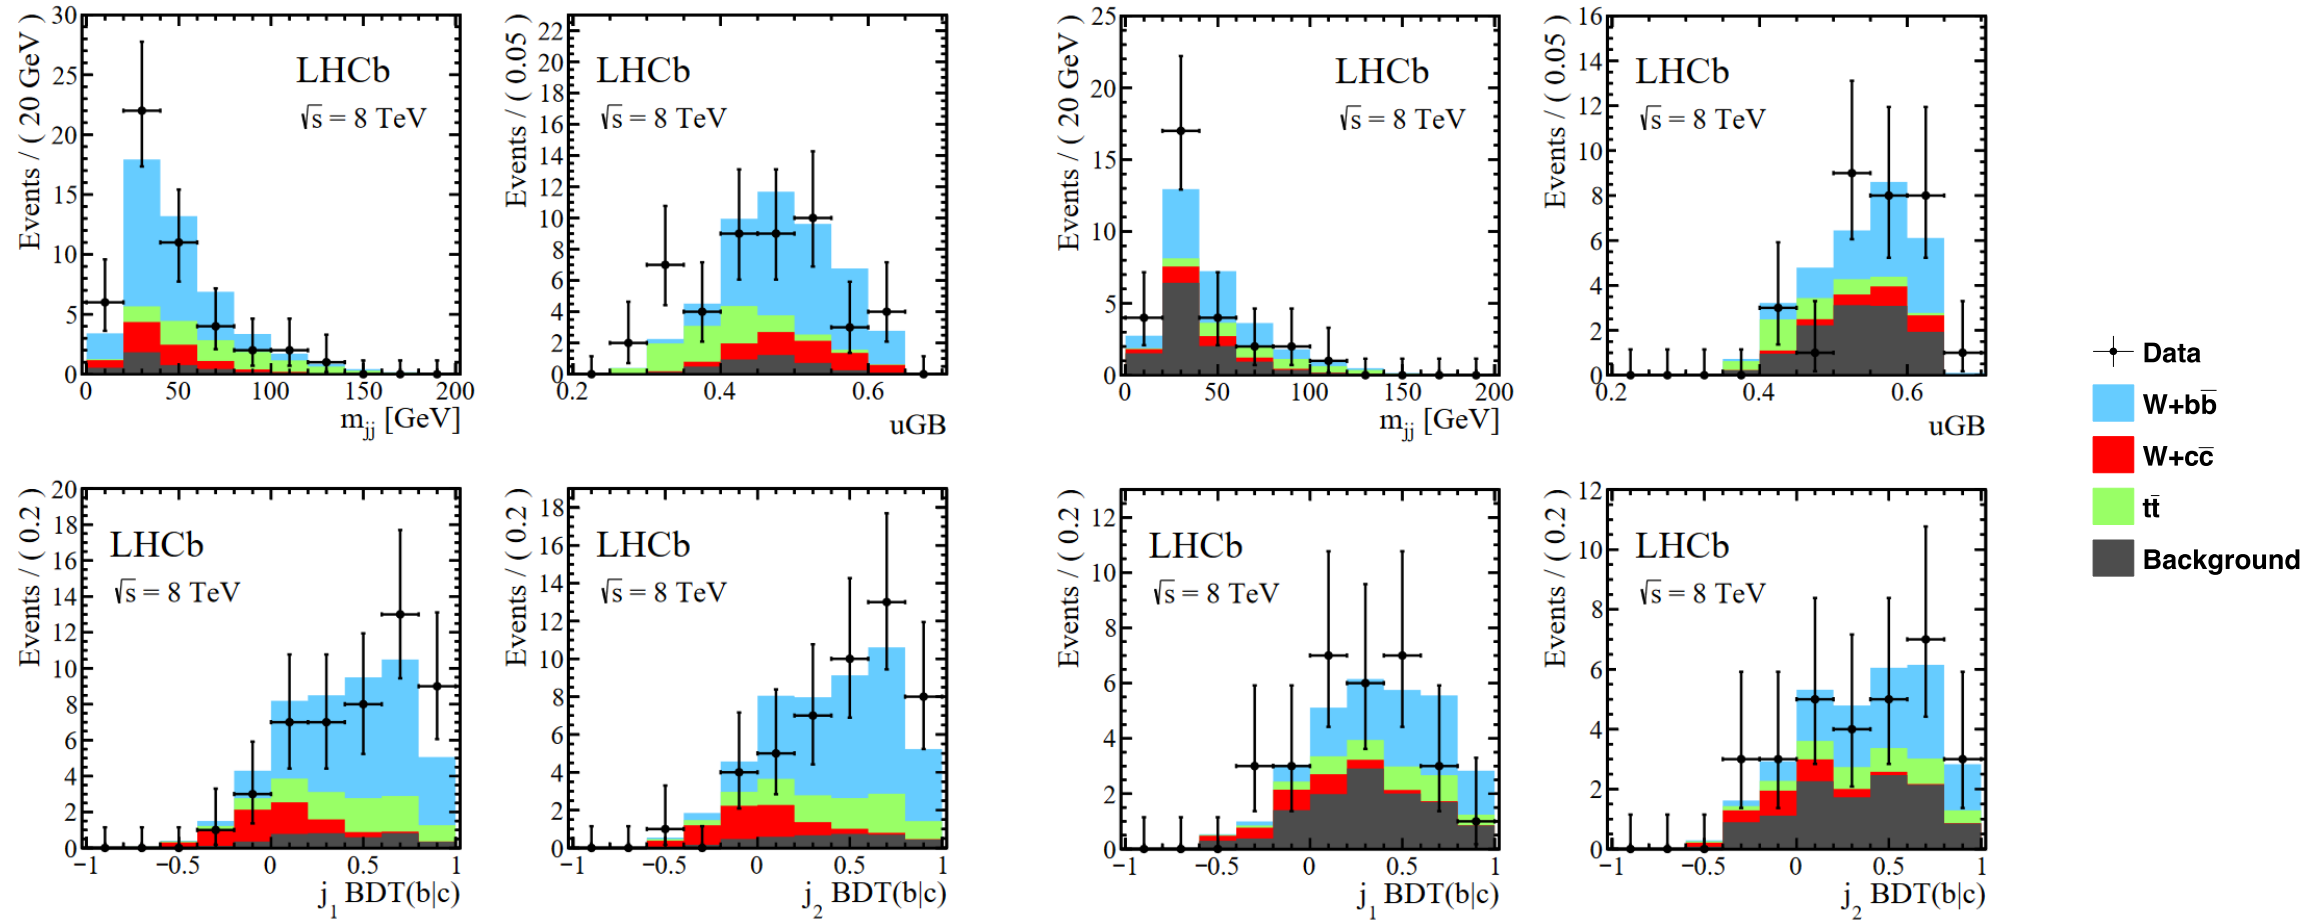 30
25
20
15
10
5
0
0 50 100 150 200
Events / ( 20 GeV )
LHCb
√s = 8 TeV
m_jj [GeV]
22
20
18
16
14
12
10
8
6
4
2
0
0.2 0.4 0.6
Events / ( 0.05 )
LHCb
√s = 8 TeV
uGB
25
20
15
10
5
0
0 50 100 150 200
Events / ( 20 GeV )
LHCb
√s = 8 TeV
m_jj [GeV]
16
14
12
10
8
6
4
2
0
0.2 0.4 0.6
Events / ( 0.05 )
LHCb
√s = 8 TeV
uGB
20
18
16
14
12
10
8
6
4
2
0
−1 −0.5 0 0.5 1
Events / ( 0.2 )
LHCb
√s = 8 TeV
j_1 BDT(b|c)
18
16
14
12
10
8
6
4
2
0
−1 −0.5 0 0.5 1
Events / ( 0.2 )
LHCb
√s = 8 TeV
j_2 BDT(b|c)
12
10
8
6
4
2
0
−1 −0.5 0 0.5 1
Events / ( 0.2 )
LHCb
√s = 8 TeV
j_1 BDT(b|c)
12
10
8
6
4
2
0
−1 −0.5 0 0.5 1
Events / ( 0.2 )
LHCb
√s = 8 TeV
j_2 BDT(b|c)
Data
W+bb̅
W+cc̅
tt̅
Background